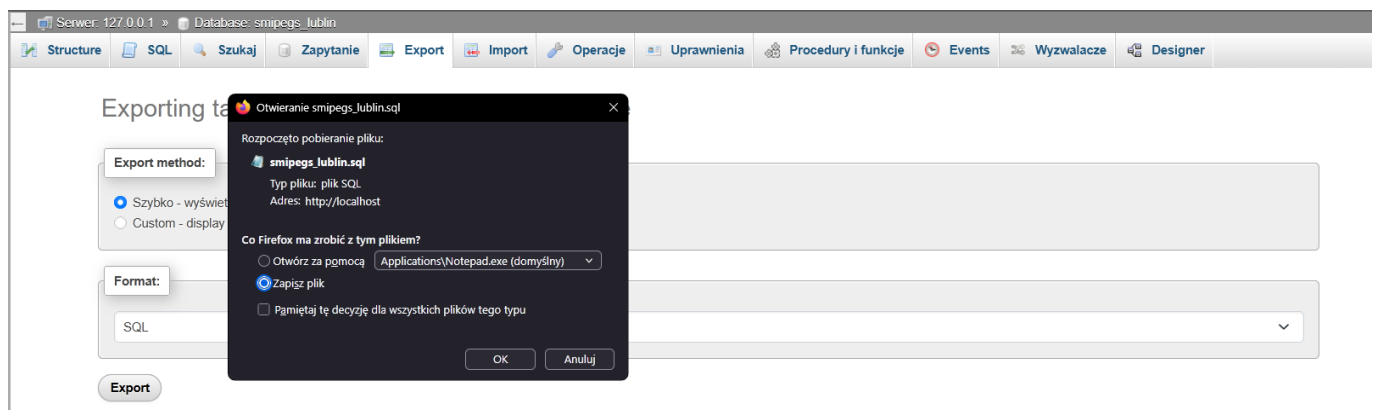 ← Serwer: 127.0.0.1 » Database: smipegs_lublin
Structure SQL Szukaj Zapytanie Export Import Operacje Uprawnienia Procedury i funkcje Events Wyzwalacze Designer
Exporting ta
Otwieranie smipegs_lublin.sql
Rozpoczęto pobieranie pliku:
smipegs_lublin.sql
Typ pliku: plik SQL
Adres: http://localhost
Co Firefox ma zrobić z tym plikiem?
Otwórz za pomocą Applications\Notepad.exe (domyślny)
Zapisz plik
Pamiętaj tę decyzję dla wszystkich plików tego typu
OK Anuluj
Export method:
Szybko - wyświet
Custom - display
Format:
SQL
Export